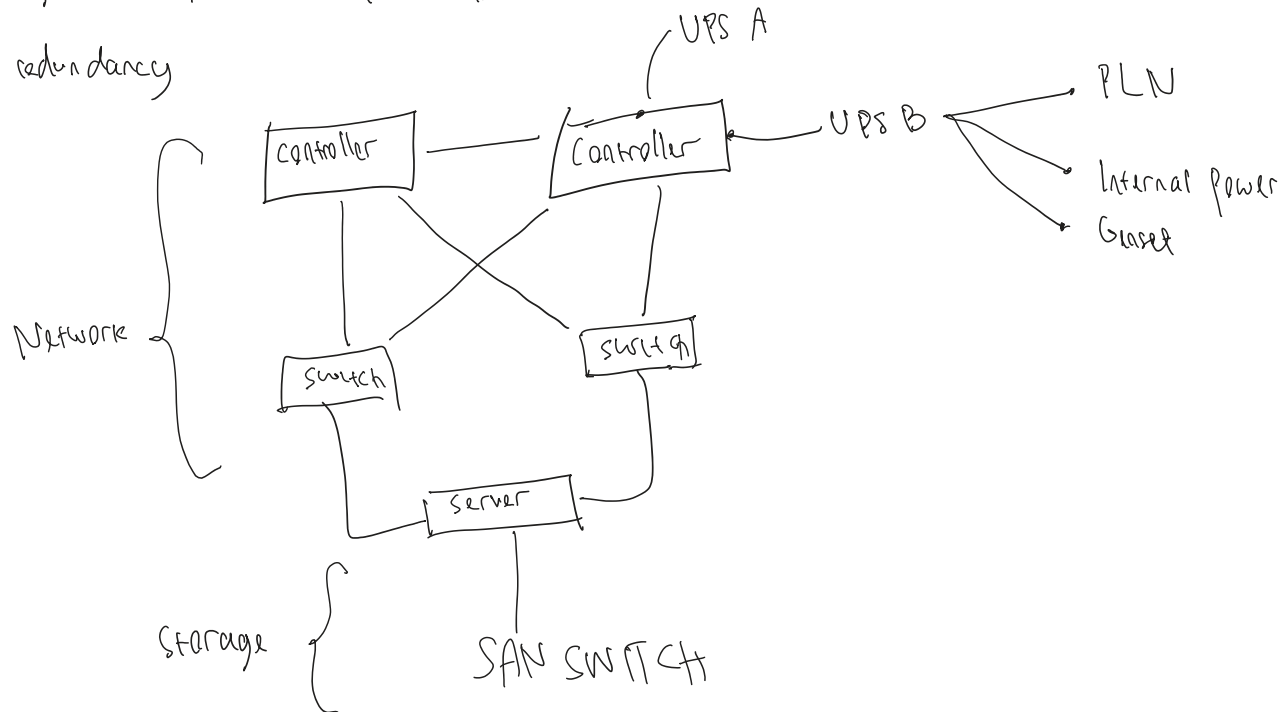 redundancy
UPS A
PLN
UPS B
Internal Power
Genset
controller
Controller
Network
switch
switch
server
Storage
SAN SWITCH